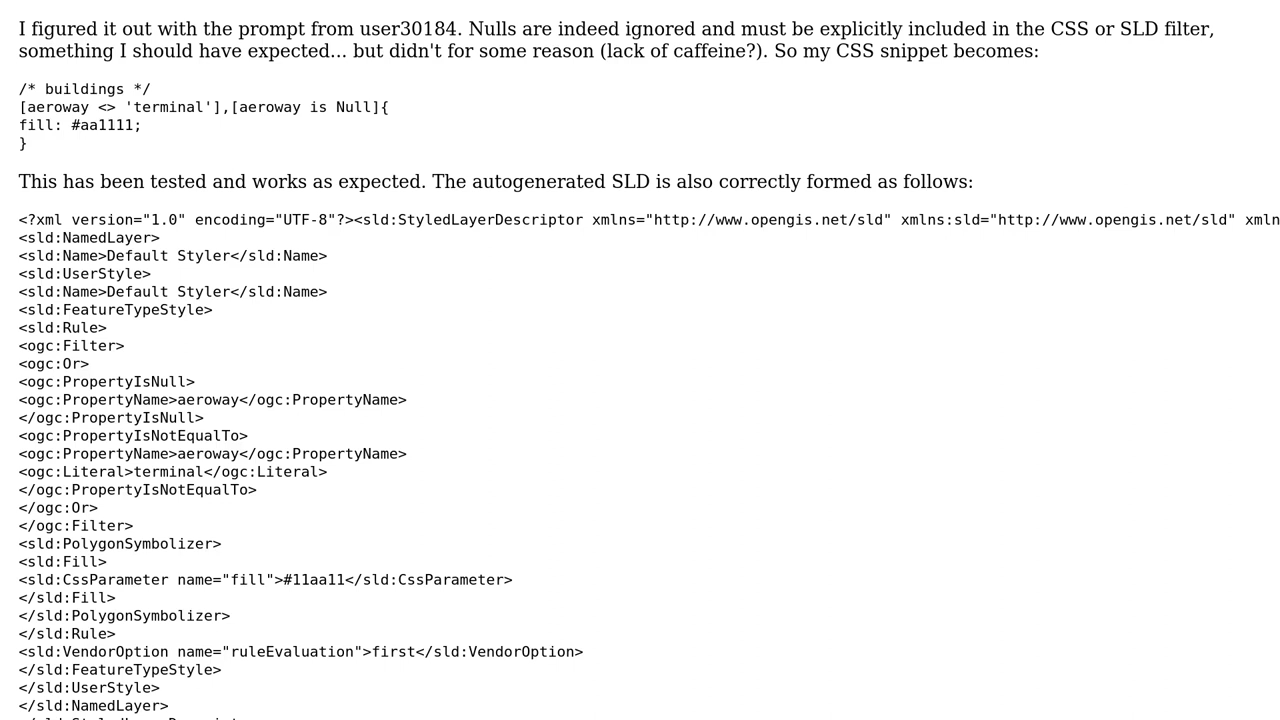 I figured it out with the prompt from user30184. Nulls are indeed ignored and must be explicitly included in the CSS or SLD filter,
something I should have expected... but didn't for some reason (lack of caffeine?). So my CSS snippet becomes:
/* buildings */
[aeroway <> 'terminal'],[aeroway is Null]{
fill: #aa1111;
}
This has been tested and works as expected. The autogenerated SLD is also correctly formed as follows:
<?xml version="1.0" encoding="UTF-8"?><sld:StyledLayerDescriptor xmlns="http://www.opengis.net/sld" xmlns:sld="http://www.opengis.net/sld" xmln
<sld:NamedLayer>
<sld:Name>Default Styler</sld:Name>
<sld:UserStyle>
<sld:Name>Default Styler</sld:Name>
<sld:FeatureTypeStyle>
<sld:Rule>
<ogc:Filter>
<ogc:Or>
<ogc:PropertyIsNull>
<ogc:PropertyName>aeroway</ogc:PropertyName>
</ogc:PropertyIsNull>
<ogc:PropertyIsNotEqualTo>
<ogc:PropertyName>aeroway</ogc:PropertyName>
<ogc:Literal>terminal</ogc:Literal>
</ogc:PropertyIsNotEqualTo>
</ogc:Or>
</ogc:Filter>
<sld:PolygonSymbolizer>
<sld:Fill>
<sld:CssParameter name="fill">#11aa11</sld:CssParameter>
</sld:Fill>
</sld:PolygonSymbolizer>
</sld:Rule>
<sld:VendorOption name="ruleEvaluation">first</sld:VendorOption>
</sld:FeatureTypeStyle>
</sld:UserStyle>
</sld:NamedLayer>